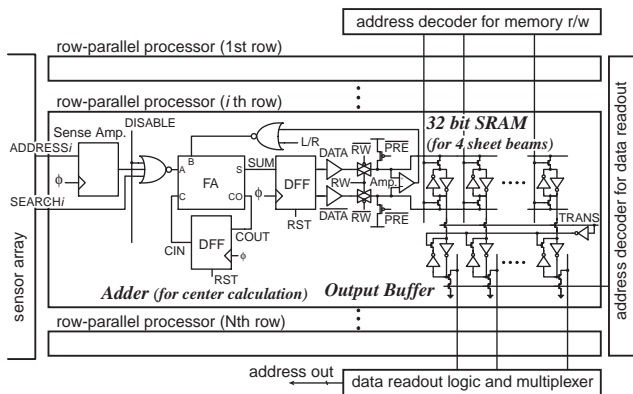 address decoder for memory r/w
row-parallel processor (1st row)
row-parallel processor (i th row)
DISABLE
ADDRESSi
Sense Amp.
ϕ
SEARCHi
A
B
C
S
CO
FA
L/R
SUM
DFF
ϕ
RST
DATA
DATA
RW
RW
RW
PRE
PRE
Amp.
32 bit SRAM
(for 4 sheet beams)
TRANS
CIN
DFF
COUT
ϕ
RST
Adder (for center calculation)
Output Buffer
row-parallel processor (Nth row)
address out
data readout logic and multiplexer
sensor array
address decoder for data readout